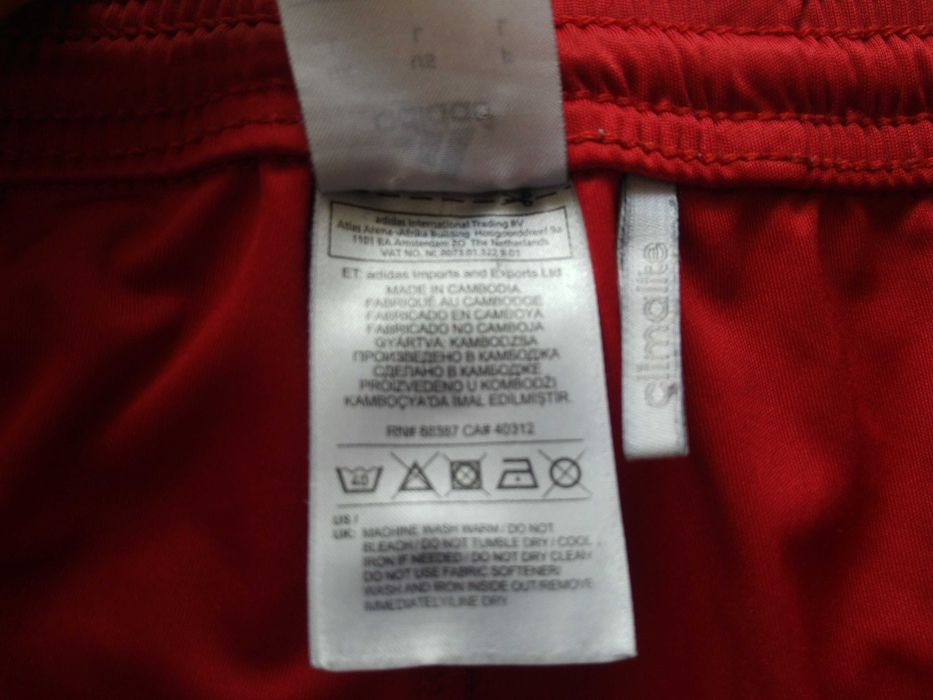 adidas International Trading BV
Atlas Arena-Afrika Building Hoogoorddreef 9a
1101 BA Amsterdam ZO The Netherlands
VAT NO. NL
ET: adidas Imports and Exports Ltd
MADE IN CAMBODIA
FABRIQUÉ AU CAMBODGE
FABRICADO EN CAMBOYA
FABRICADO NO CAMBOJA
GYÁRTVA: KAMBODZSA
ПРОИЗВЕДЕНО В КАМБОДЖА
СДЕЛАНО В КАМБОДЖЕ
PROIZVEDENO U KOMBODŽI
KAMBOÇYA'DA İMAL EDİLMİŞTİR.
RN# 88387 CA# 40312
40
US /
UK: MACHINE WASH WARM / DO NOT
BLEACH / DO NOT TUMBLE DRY / COOL
IRON IF NEEDED / DO NOT DRY CLEAN
DO NOT USE FABRIC SOFTENER/
WASH AND IRON INSIDE OUT/REMOVE
IMMEDIATELY/LINE DRY
climalite